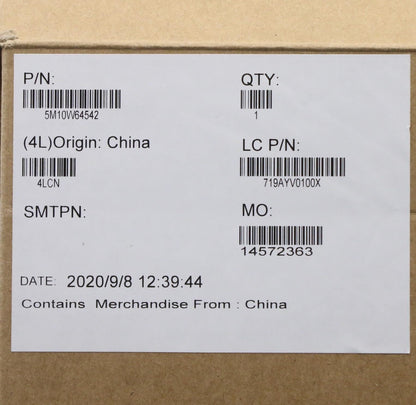 P/N:
QTY:
5M10W64542
1
(4L)Origin: China
LC P/N:
4LCN
719AYV0100X
SMTPN:
MO:
14572363
DATE: 2020/9/8 12:39:44
Contains Merchandise From : China